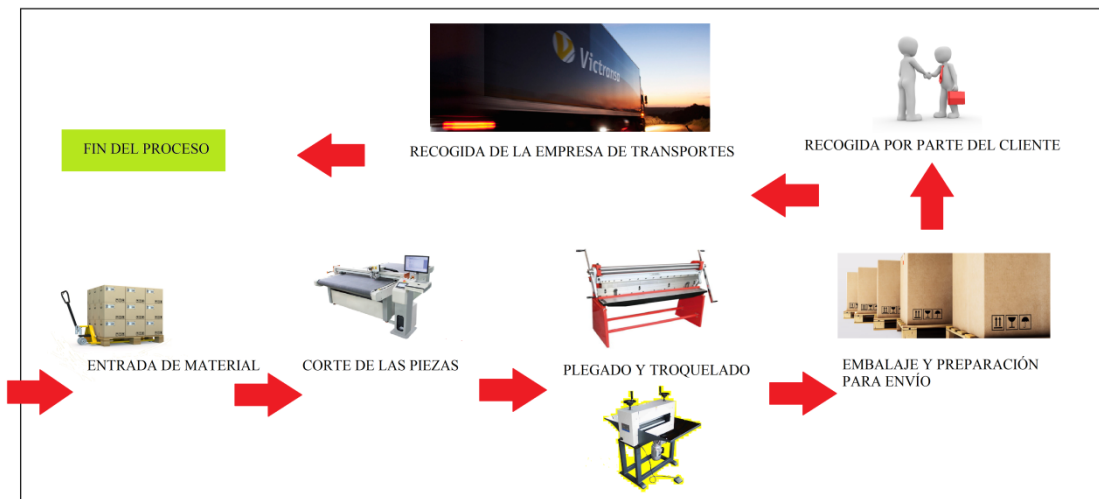 Victransa
FIN DEL PROCESO
RECOGIDA DE LA EMPRESA DE TRANSPORTES
RECOGIDA POR PARTE DEL CLIENTE
ENTRADA DE MATERIAL
CORTE DE LAS PIEZAS
PLEGADO Y TROQUELADO
EMBALAJE Y PREPARACIÓN
PARA ENVÍO